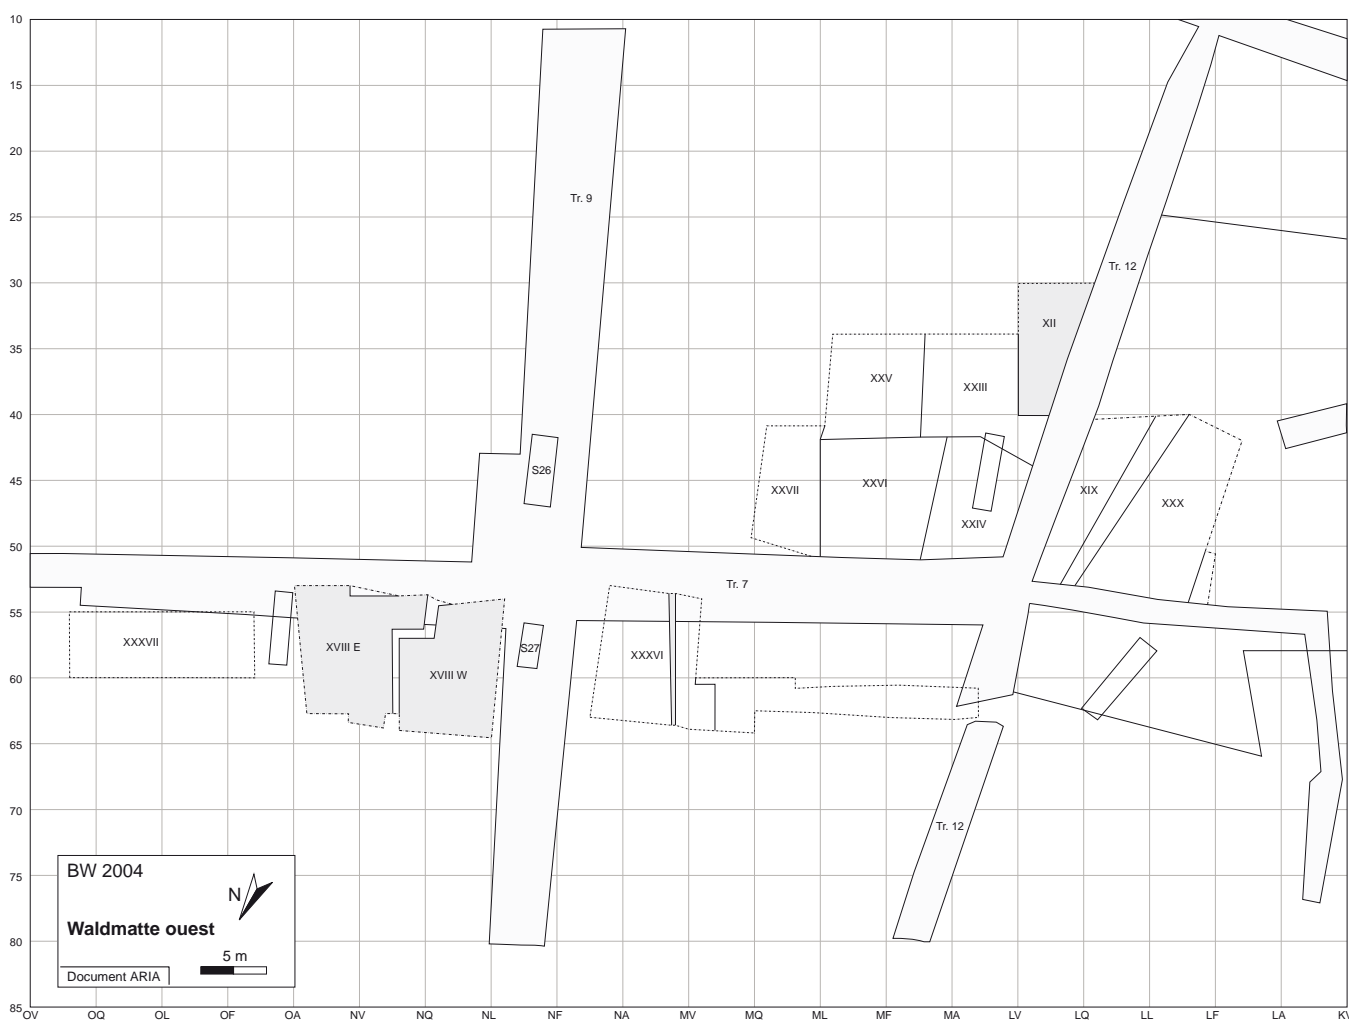 10
15
20
Tr. 9
25
Tr. 12
30
XII
35
XXV
XXIII
40
S26
45
XXVII
XXVI
XIX
XXX
XXIV
50
Tr. 7
55
XXXVII
XVIII E
S27
XXXVI
XVIII W
60
65
70
Tr. 12
75
BW 2004
N
Waldmatte ouest
5 m
Document ARIA
80
85
OV OQ OL OF OA NV NQ NL NF NA MV MQ ML MF MA LV LQ LL LF LA